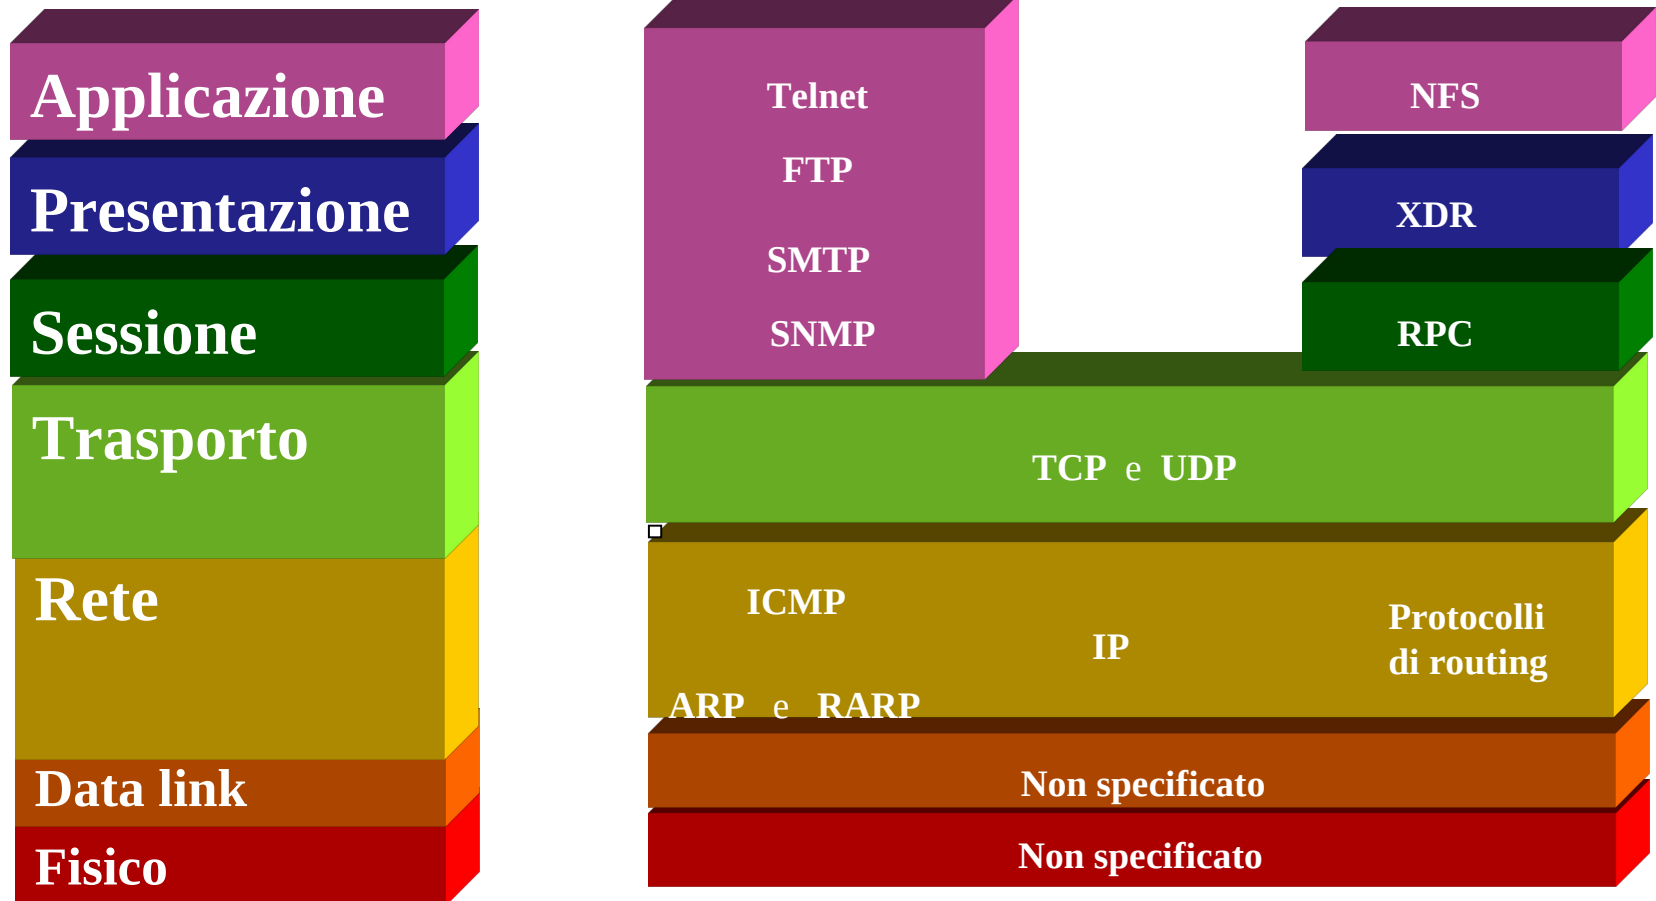 Applicazione
Presentazione
Sessione
Trasporto
Rete
Data link
Fisico
Telnet
FTP
SMTP
SNMP
NFS
XDR
RPC
TCP e UDP
ICMP
IP
Protocolli
di routing
ARP e RARP
Non specificato
Non specificato